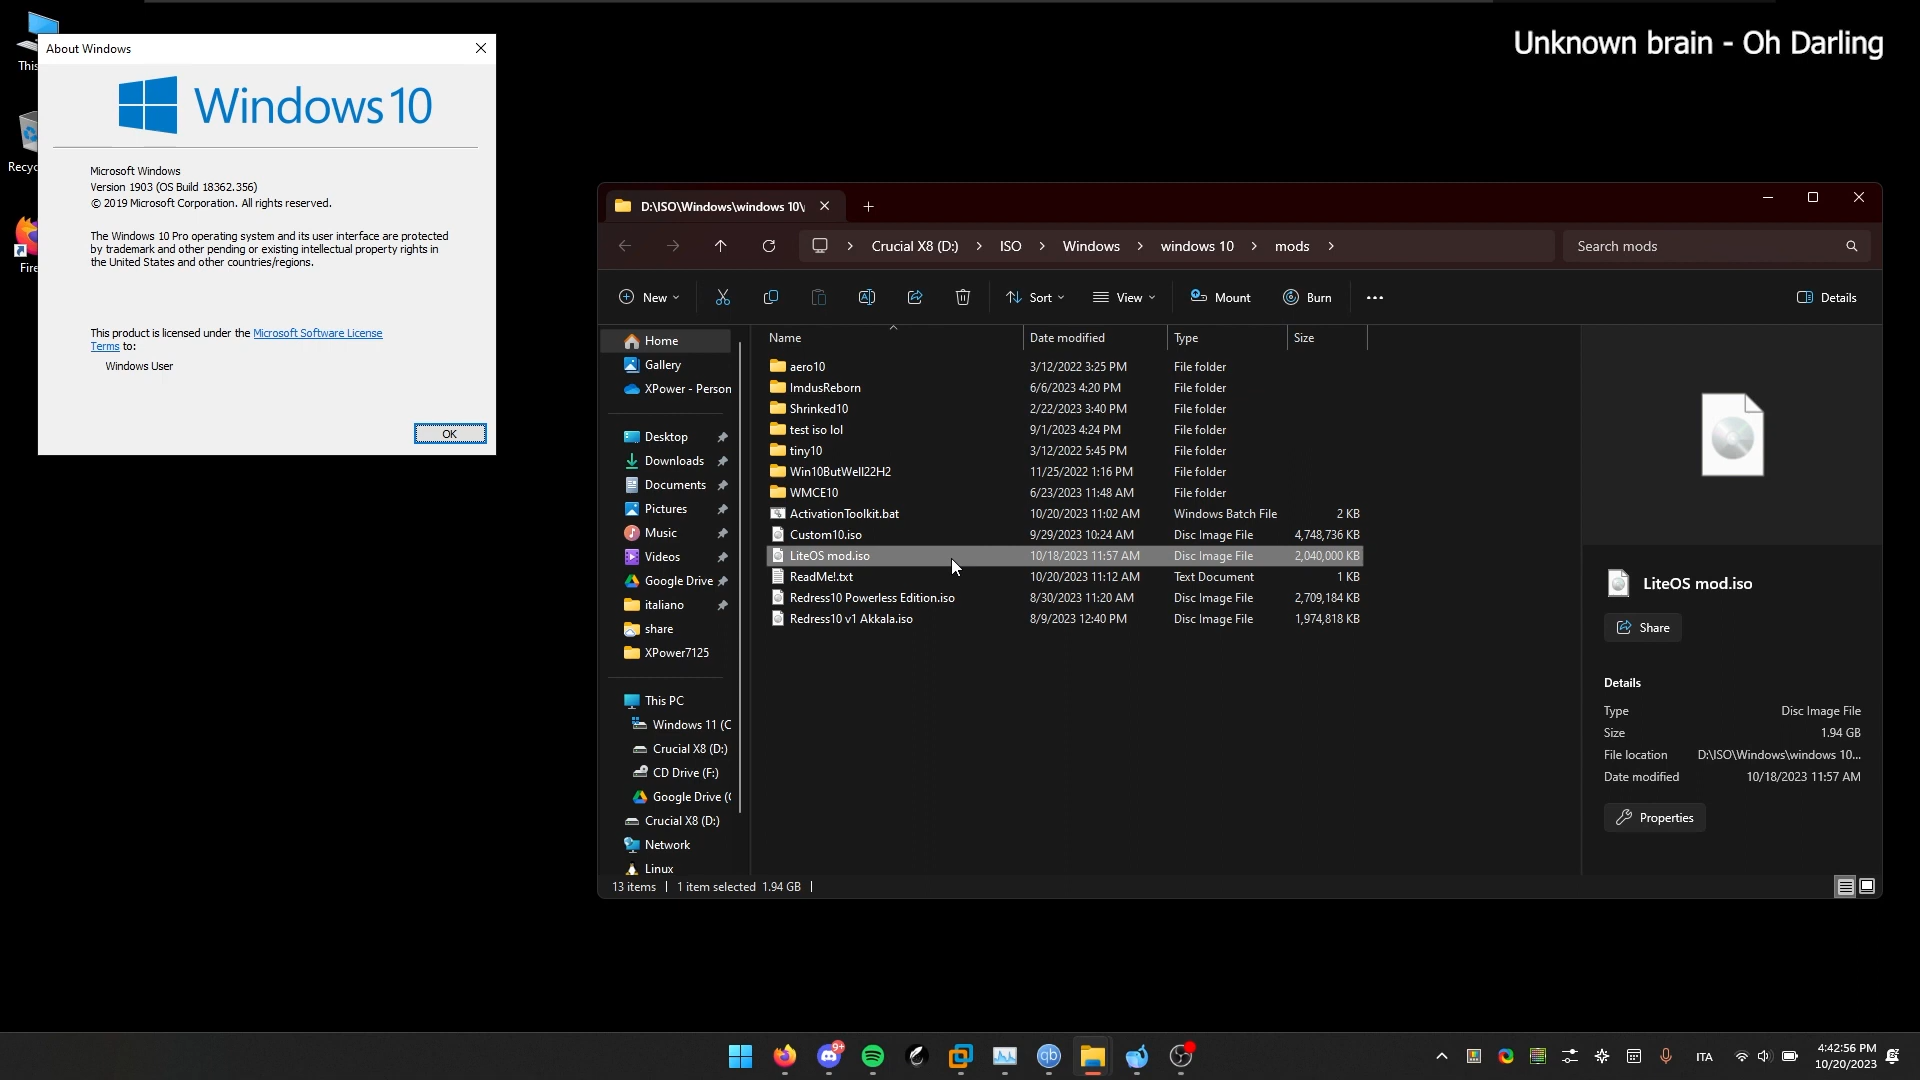 Unknown brain - Oh Darling
This
Recyc
Fire
About Windows
Windows 10
Microsoft Windows
Version 1903 (OS Build 18362.356)
© 2019 Microsoft Corporation. All rights reserved.
The Windows 10 Pro operating system and its user interface are protected
by trademark and other pending or existing intellectual property rights in
the United States and other countries/regions.
This product is licensed under the Microsoft Software License
Terms to:
Windows User
OK
D:\ISO\Windows\windows 10\
Crucial X8 (D:) > ISO > Windows > windows 10 > mods >
Search mods
New
Sort
View
Mount
Burn
Details
Home
Gallery
XPower - Person
Desktop
Downloads
Documents
Pictures
Music
Videos
Google Drive
italiano
share
XPower7125
This PC
Windows 11 (C
Crucial X8 (D:)
CD Drive (F:)
Google Drive (
Crucial X8 (D:)
Network
Linux
Name Date modified Type Size
aero10 3/12/2022 3:25 PM File folder
ImdusReborn 6/6/2023 4:20 PM File folder
Shrinked10 2/22/2023 3:40 PM File folder
test iso lol 9/1/2023 4:24 PM File folder
tiny10 3/12/2022 5:45 PM File folder
Win10ButWell22H2 11/25/2022 1:16 PM File folder
WMCE10 6/23/2023 11:48 AM File folder
ActivationToolkit.bat 10/20/2023 11:02 AM Windows Batch File 2 KB
Custom10.iso 9/29/2023 10:24 AM Disc Image File 4,748,736 KB
LiteOS mod.iso 10/18/2023 11:57 AM Disc Image File 2,040,000 KB
ReadMe!.txt 10/20/2023 11:12 AM Text Document 1 KB
Redress10 Powerless Edition.iso 8/30/2023 11:20 AM Disc Image File 2,709,184 KB
Redress10 v1 Akkala.iso 8/9/2023 12:40 PM Disc Image File 1,974,818 KB
LiteOS mod.iso
Share
Details
Type Disc Image File
Size 1.94 GB
File location D:\ISO\Windows\windows 10...
Date modified 10/18/2023 11:57 AM
Properties
13 items | 1 item selected 1.94 GB |
9+
qb
ITA
4:42:56 PM
10/20/2023